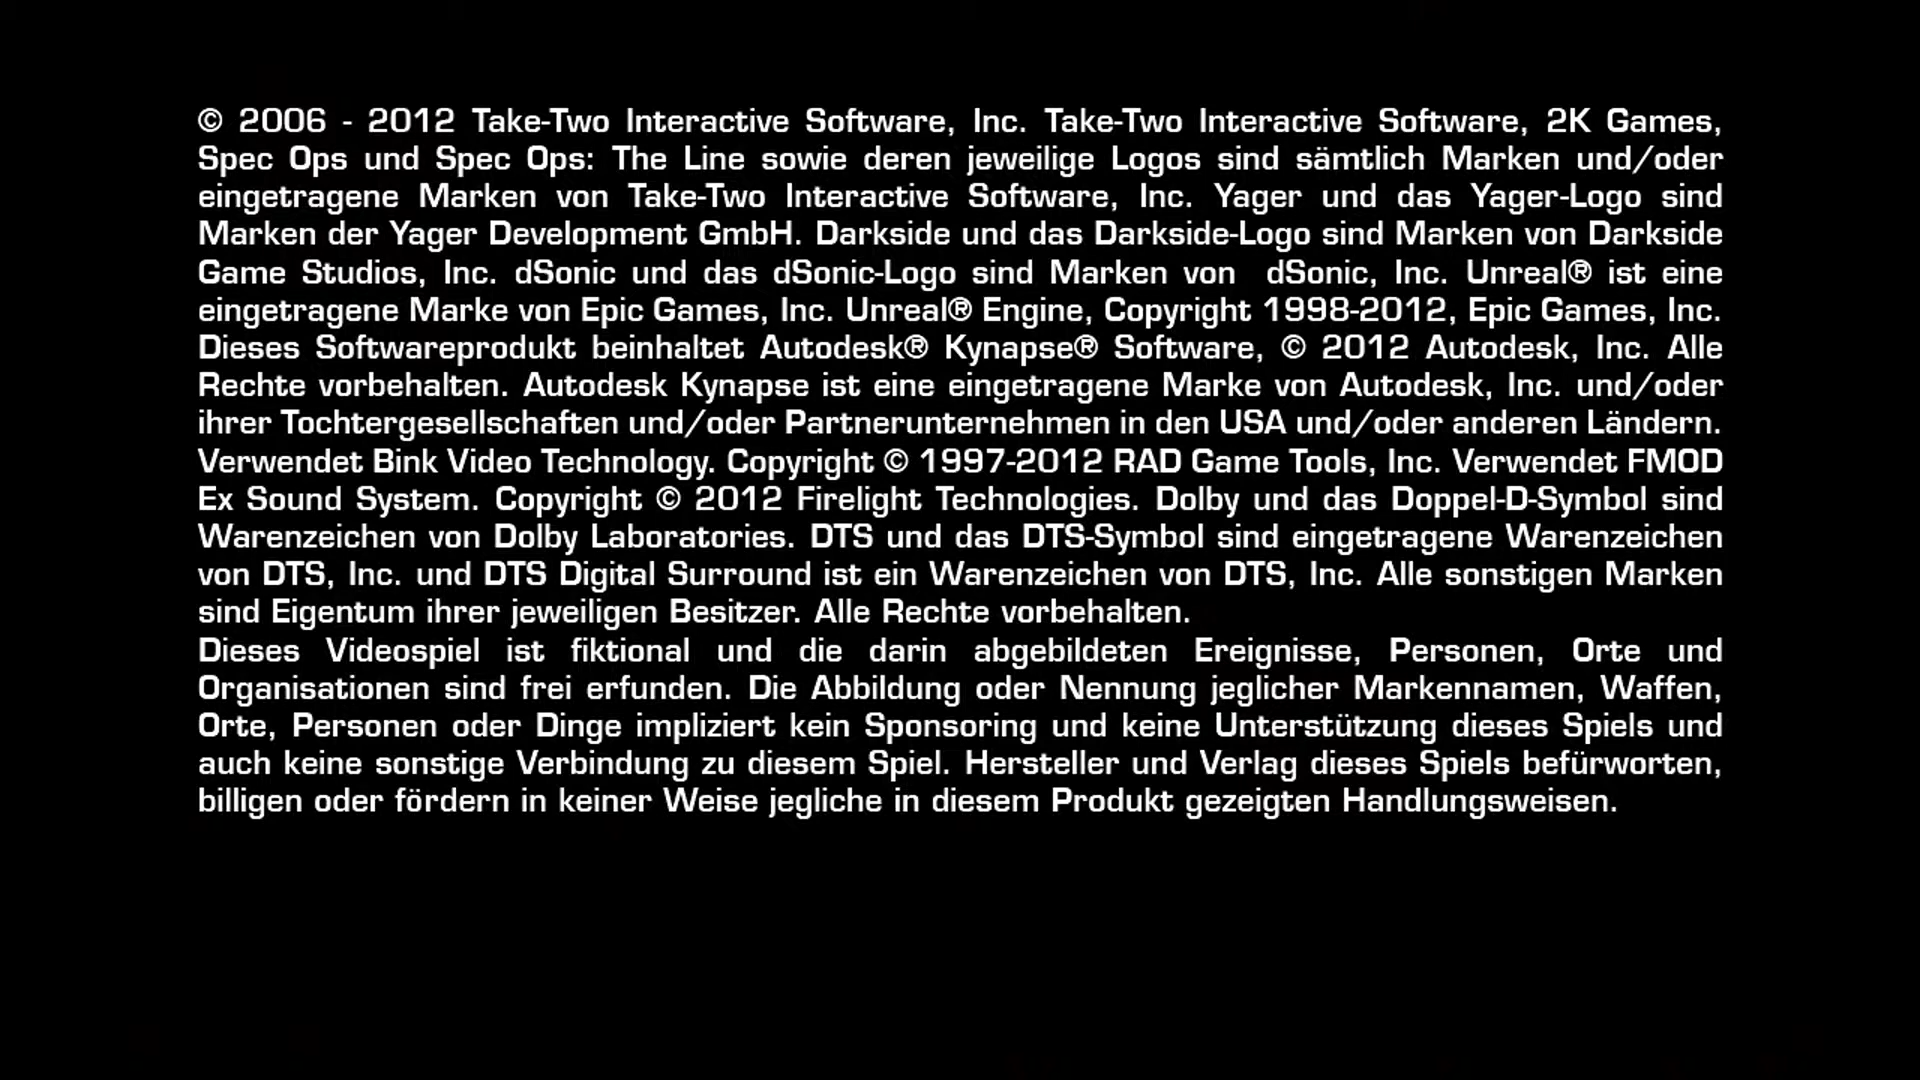 © 2006 - 2012 Take-Two Interactive Software, Inc. Take-Two Interactive Software, 2K Games,
Spec Ops und Spec Ops: The Line sowie deren jeweilige Logos sind sämtlich Marken und/oder
eingetragene Marken von Take-Two Interactive Software, Inc. Yager und das Yager-Logo sind
Marken der Yager Development GmbH. Darkside und das Darkside-Logo sind Marken von Darkside
Game Studios, Inc. dSonic und das dSonic-Logo sind Marken von dSonic, Inc. Unreal® ist eine
eingetragene Marke von Epic Games, Inc. Unreal® Engine, Copyright 1998-2012, Epic Games, Inc.
Dieses Softwareprodukt beinhaltet Autodesk® Kynapse® Software, © 2012 Autodesk, Inc. Alle
Rechte vorbehalten. Autodesk Kynapse ist eine eingetragene Marke von Autodesk, Inc. und/oder
ihrer Tochtergesellschaften und/oder Partnerunternehmen in den USA und/oder anderen Ländern.
Verwendet Bink Video Technology. Copyright © 1997-2012 RAD Game Tools, Inc. Verwendet FMOD
Ex Sound System. Copyright © 2012 Firelight Technologies. Dolby und das Doppel-D-Symbol sind
Warenzeichen von Dolby Laboratories. DTS und das DTS-Symbol sind eingetragene Warenzeichen
von DTS, Inc. und DTS Digital Surround ist ein Warenzeichen von DTS, Inc. Alle sonstigen Marken
sind Eigentum ihrer jeweiligen Besitzer. Alle Rechte vorbehalten.
Dieses Videospiel ist fiktional und die darin abgebildeten Ereignisse, Personen, Orte und
Organisationen sind frei erfunden. Die Abbildung oder Nennung jeglicher Markennamen, Waffen,
Orte, Personen oder Dinge impliziert kein Sponsoring und keine Unterstützung dieses Spiels und
auch keine sonstige Verbindung zu diesem Spiel. Hersteller und Verlag dieses Spiels befürworten,
billigen oder fördern in keiner Weise jegliche in diesem Produkt gezeigten Handlungsweisen.